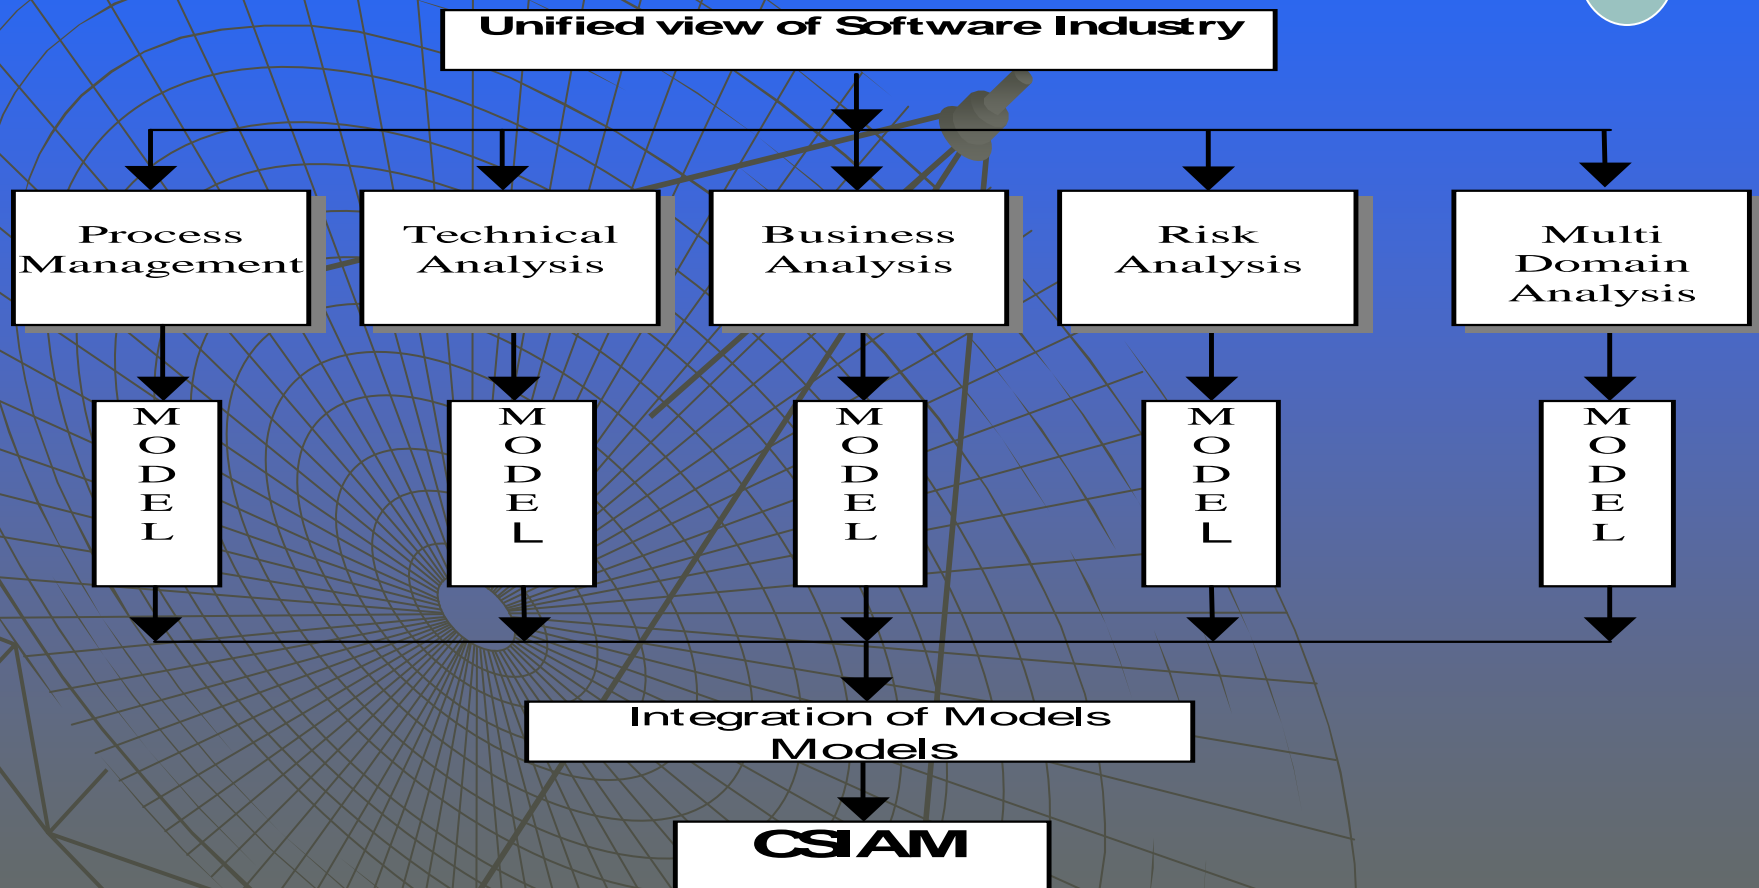 Unified view of Software Industry
Process
Management
Technical
Analysis
Business
Analysis
Risk
Analysis
Multi
Domain
Analysis
M
O
D
E
L
M
O
D
E
L
M
O
D
E
L
M
O
D
E
L
M
O
D
E
L
Integration of Models
Models
CSIAM